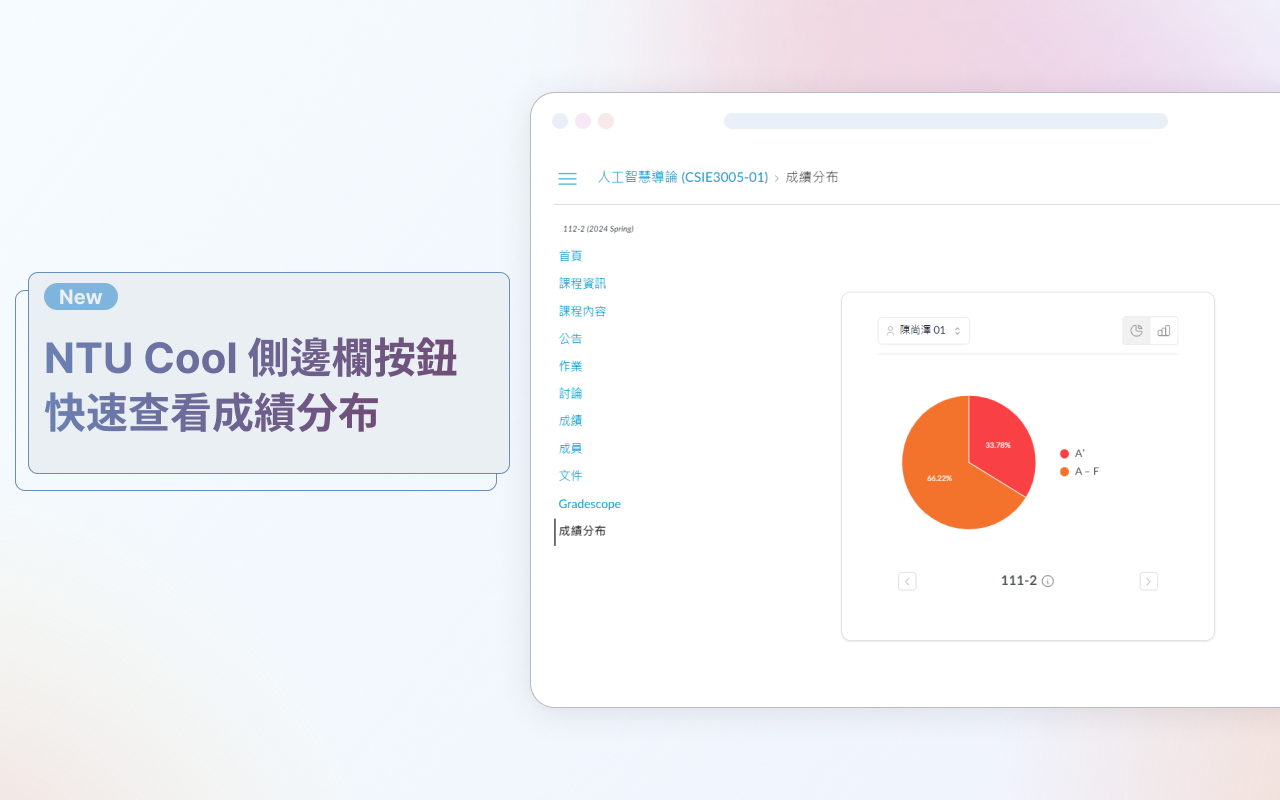 New
NTU Cool 側邊欄按鈕
快速查看成績分布
人工智慧導論 (CSIE3005-01) › 成績分布
112-2 (2024 Spring)
首頁
課程資訊
課程內容
公告
作業
討論
成績
成員
文件
Gradescope
成績分布
陳尚澤 01
33.78%
66.22%
A+
A – F
111-2